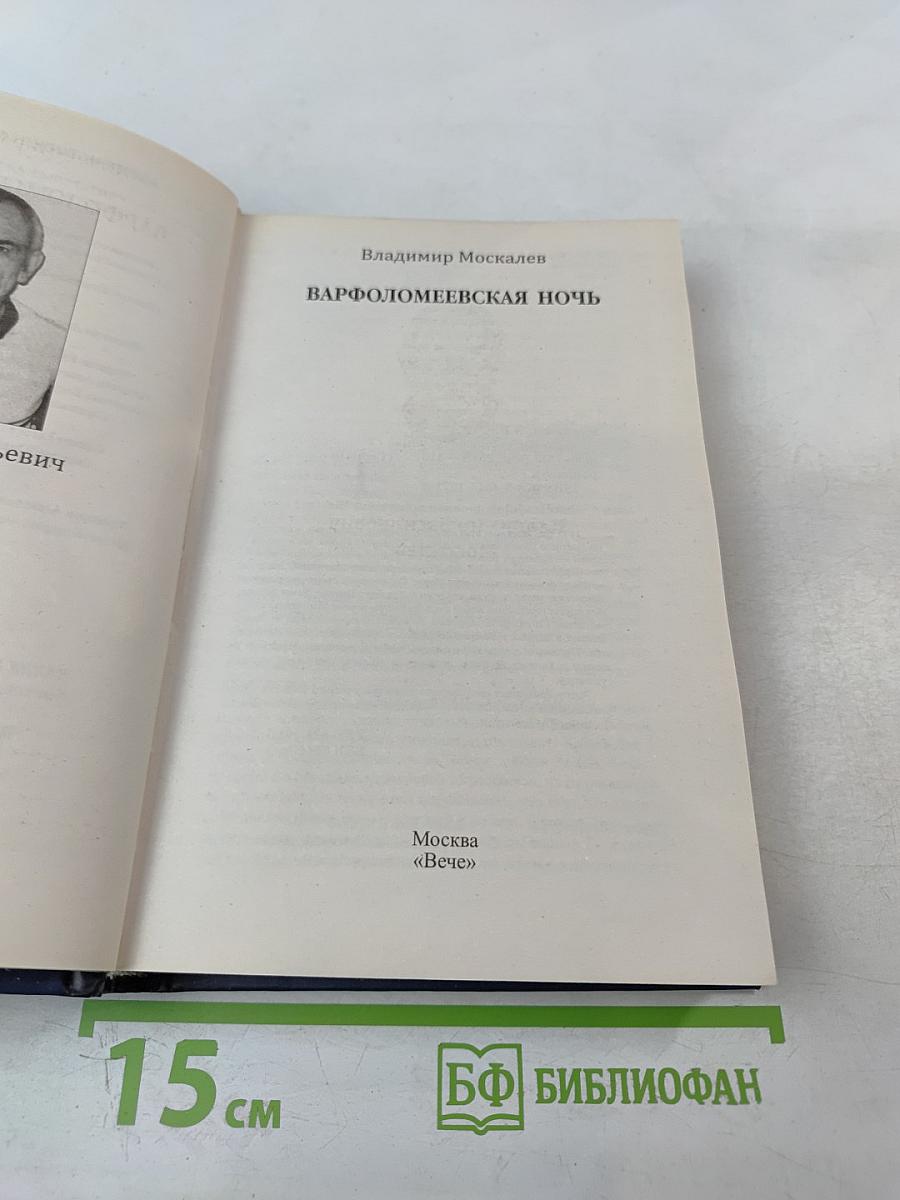 ьевич
Владимир Москалев
ВАРФОЛОМЕЕВСКАЯ НОЧЬ
Москва
«Вече»
15 см
БФ БИБЛИОФАН